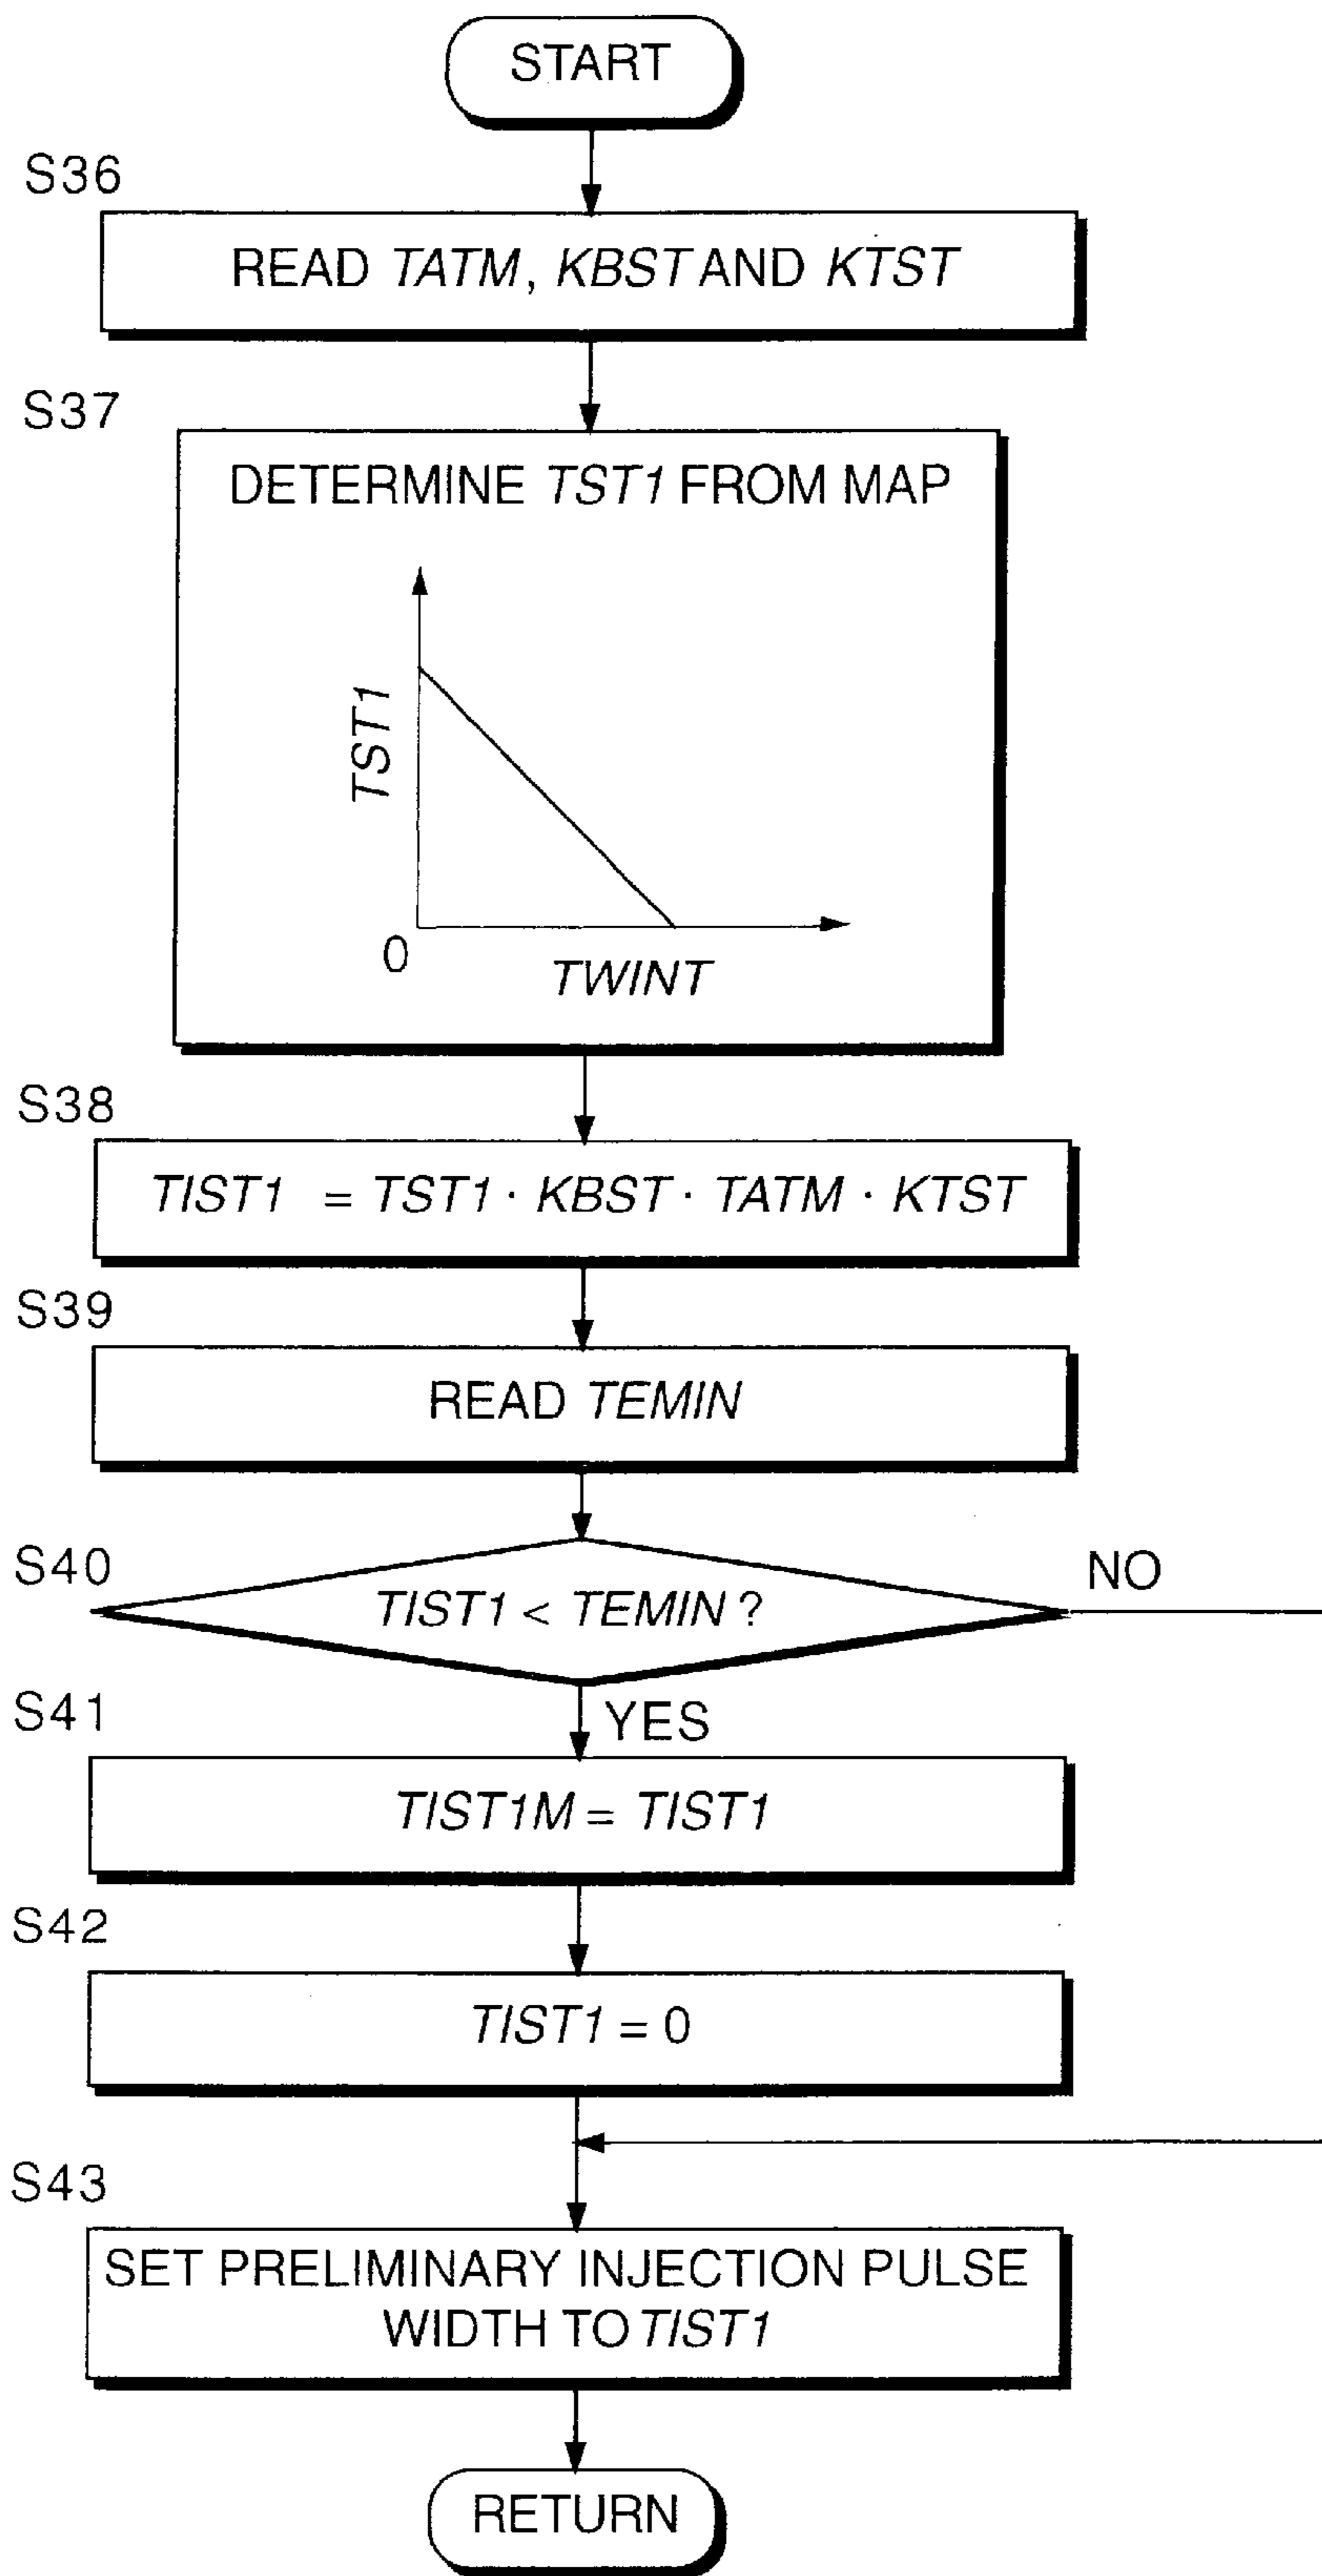 START
S36
READ TATM, KBST AND KTST
S37
DETERMINE TST1 FROM MAP
TST1
0
TWINT
S38
TIST1 = TST1 · KBST · TATM · KTST
S39
READ TEMIN
S40
TIST1 < TEMIN ?
NO
YES
S41
TIST1M = TIST1
S42
TIST1 = 0
S43
SET PRELIMINARY INJECTION PULSE
WIDTH TO TIST1
RETURN